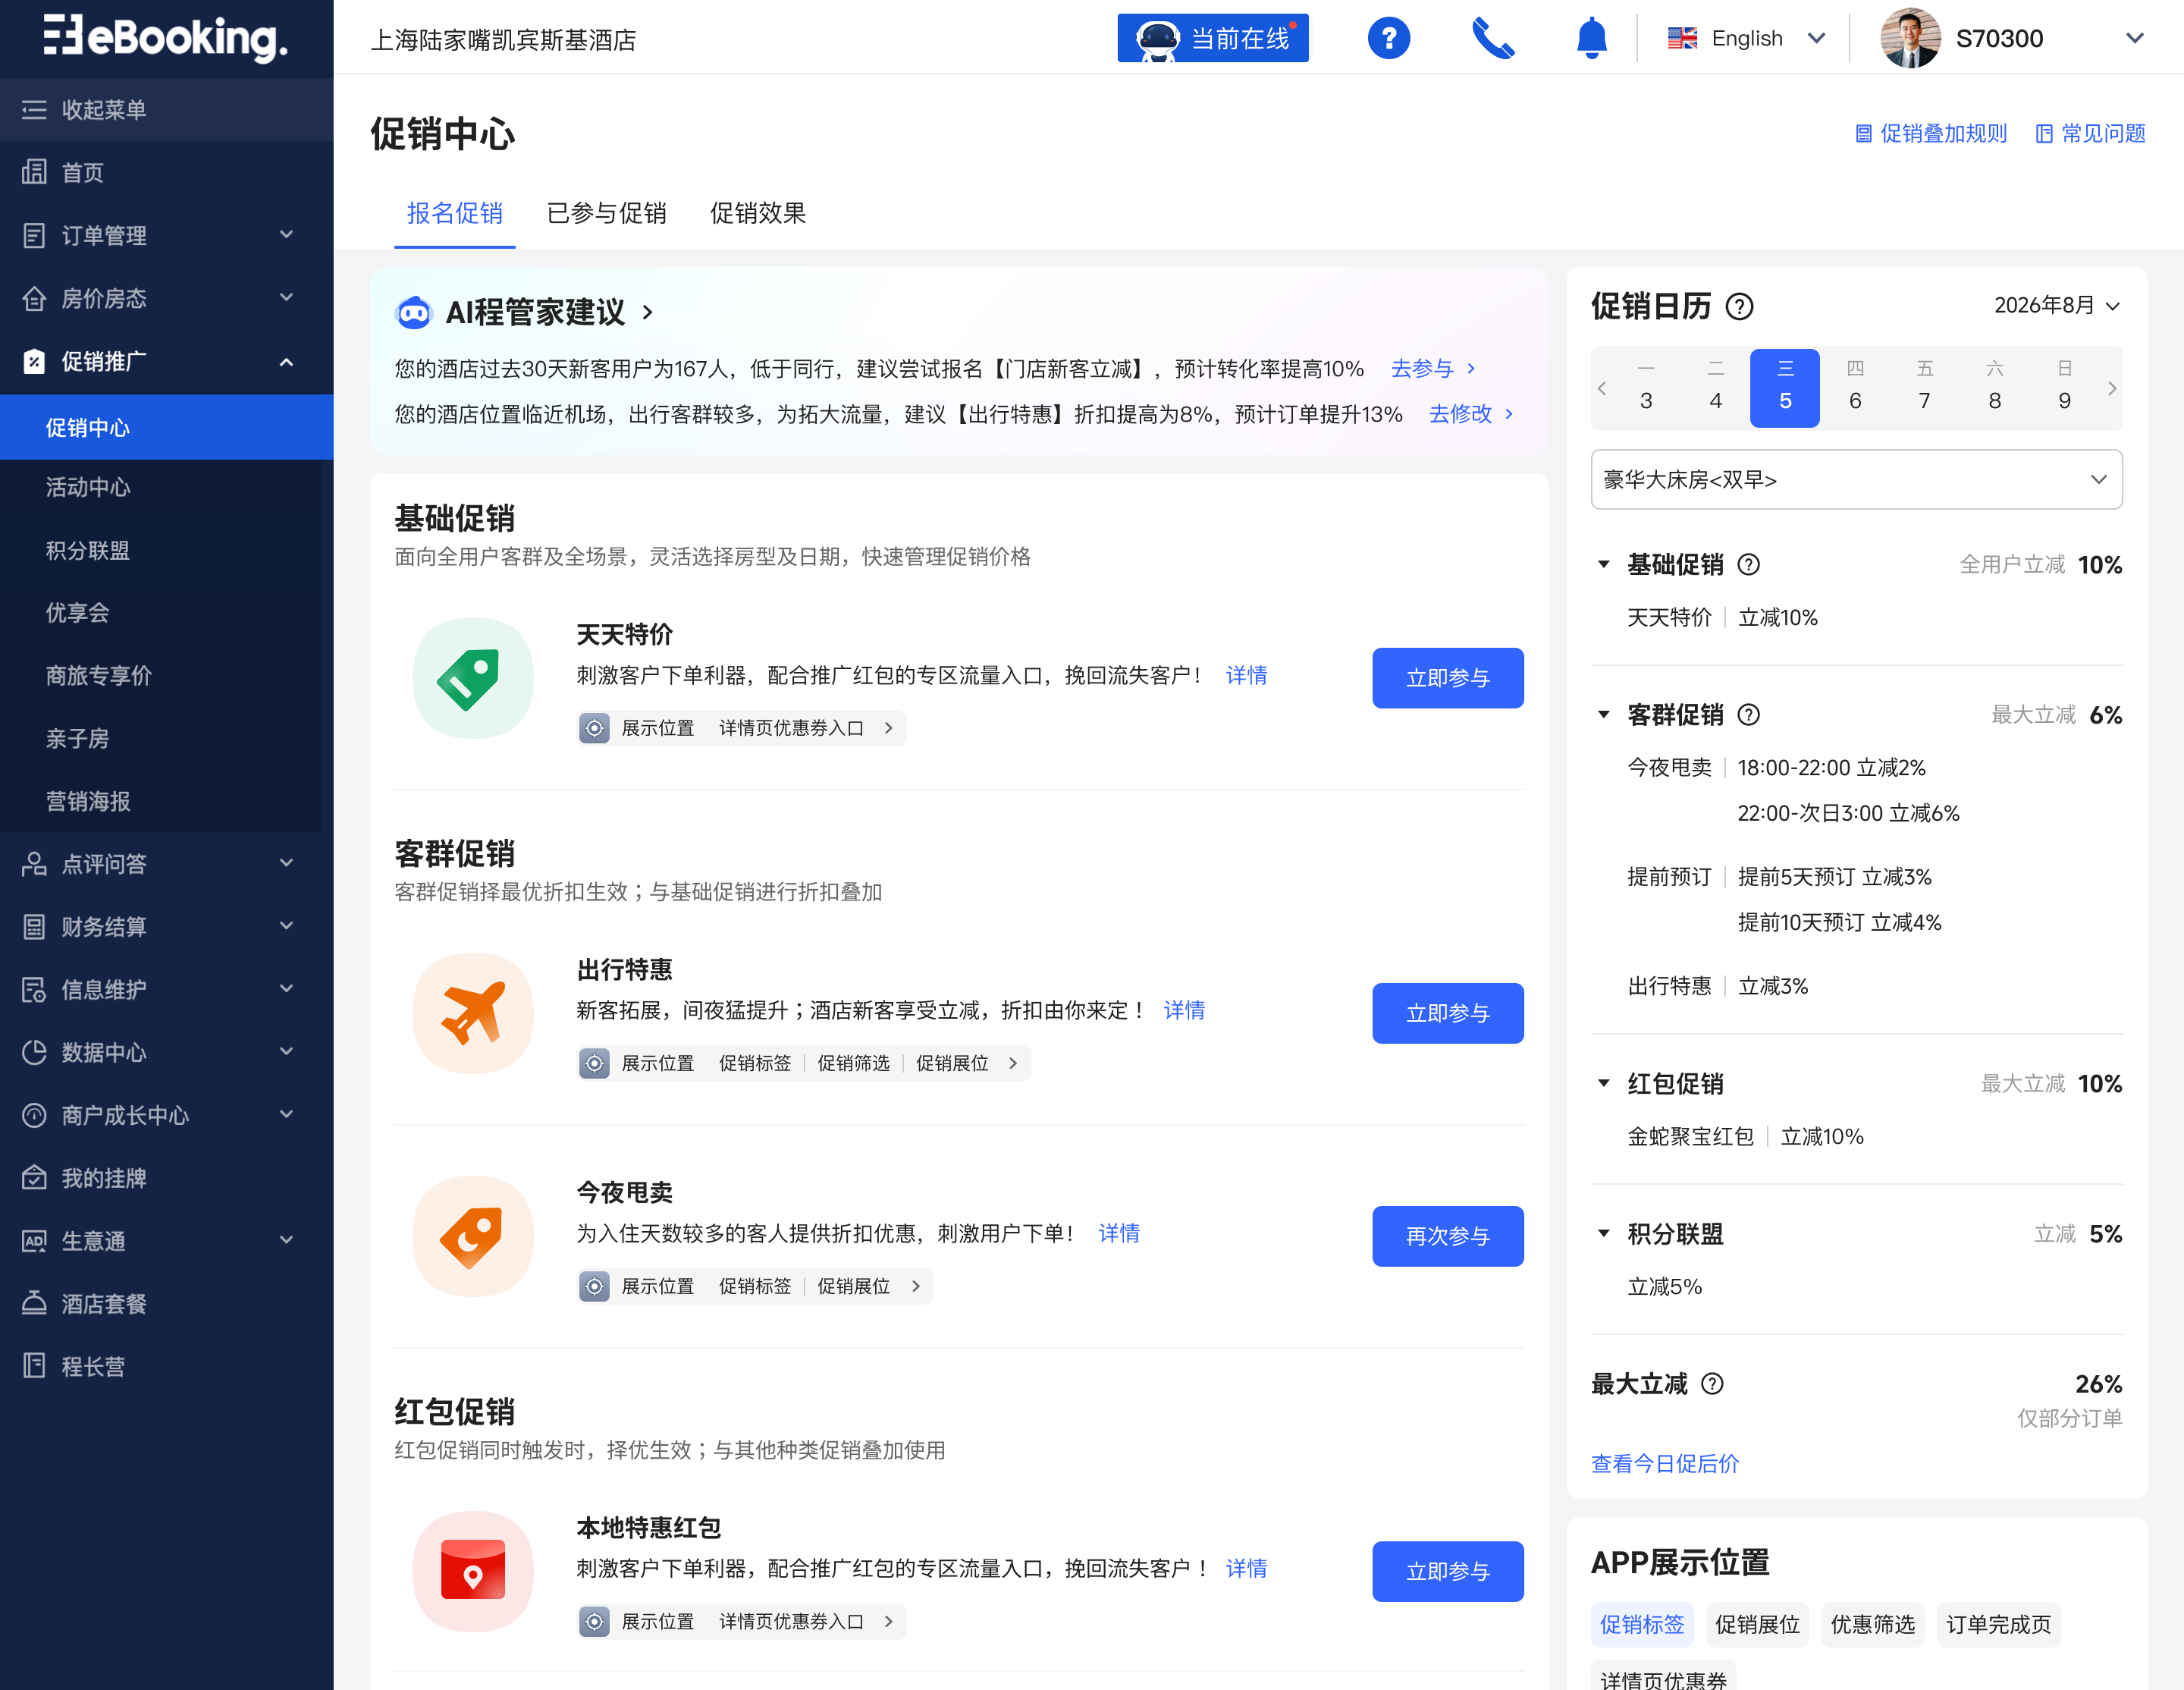 eBooking.
收起菜单
首页
订单管理
房价房态
促销推广
促销中心
活动中心
积分联盟
优享会
商旅专享价
亲子房
营销海报
点评问答
财务结算
信息维护
数据中心
商户成长中心
我的挂牌
AD 生意通
酒店套餐
程长营
上海陆家嘴凯宾斯基酒店
当前在线
?
English
S70300
促销中心
促销叠加规则 常见问题
报名促销 已参与促销 促销效果
AI程管家建议
您的酒店过去30天新客用户为167人，低于同行，建议尝试报名【门店新客立减】，预计转化率提高10% 去参与
您的酒店位置临近机场，出行客群较多，为拓大流量，建议【出行特惠】折扣提高为8%，预计订单提升13% 去修改
基础促销
面向全用户客群及全场景，灵活选择房型及日期，快速管理促销价格
天天特价
刺激客户下单利器，配合推广红包的专区流量入口，挽回流失客户！ 详情
展示位置 详情页优惠券入口
立即参与
客群促销
客群促销择最优折扣生效；与基础促销进行折扣叠加
出行特惠
新客拓展，间夜猛提升；酒店新客享受立减，折扣由你来定！ 详情
展示位置 促销标签 促销筛选 促销展位
立即参与
今夜甩卖
为入住天数较多的客人提供折扣优惠，刺激用户下单！ 详情
展示位置 促销标签 促销展位
再次参与
红包促销
红包促销同时触发时，择优生效；与其他种类促销叠加使用
本地特惠红包
刺激客户下单利器，配合推广红包的专区流量入口，挽回流失客户！ 详情
展示位置 详情页优惠券入口
立即参与
促销日历 ? 2026年8月
一 二 三 四 五 六 日
3 4 5 6 7 8 9
豪华大床房<双早>
基础促销 ? 全用户立减 10%
天天特价 立减10%
客群促销 ? 最大立减 6%
今夜甩卖 18:00-22:00 立减2%
22:00-次日3:00 立减6%
提前预订 提前5天预订 立减3%
提前10天预订 立减4%
出行特惠 立减3%
红包促销 最大立减 10%
金蛇聚宝红包 立减10%
积分联盟 立减 5%
立减5%
最大立减 ? 26%
仅部分订单
查看今日促后价
APP展示位置
促销标签 促销展位 优惠筛选 订单完成页
详情页优惠券